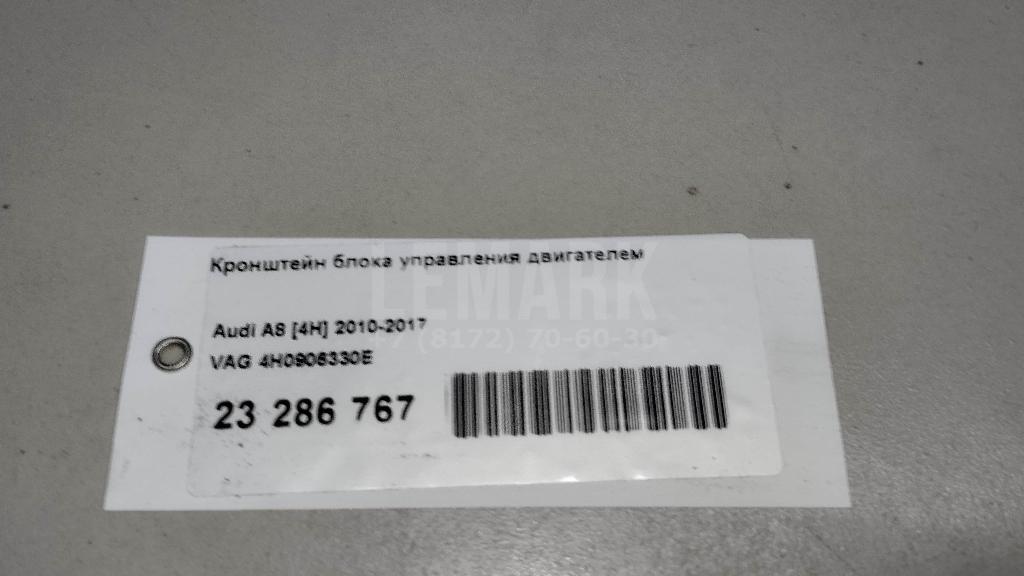 Кронштейн блока управления двигателем
LEMARK
Audi A8 [4H] 2010-2017
+7 (8172) 70-60-30
VAG 4H0906330E
23 286 767